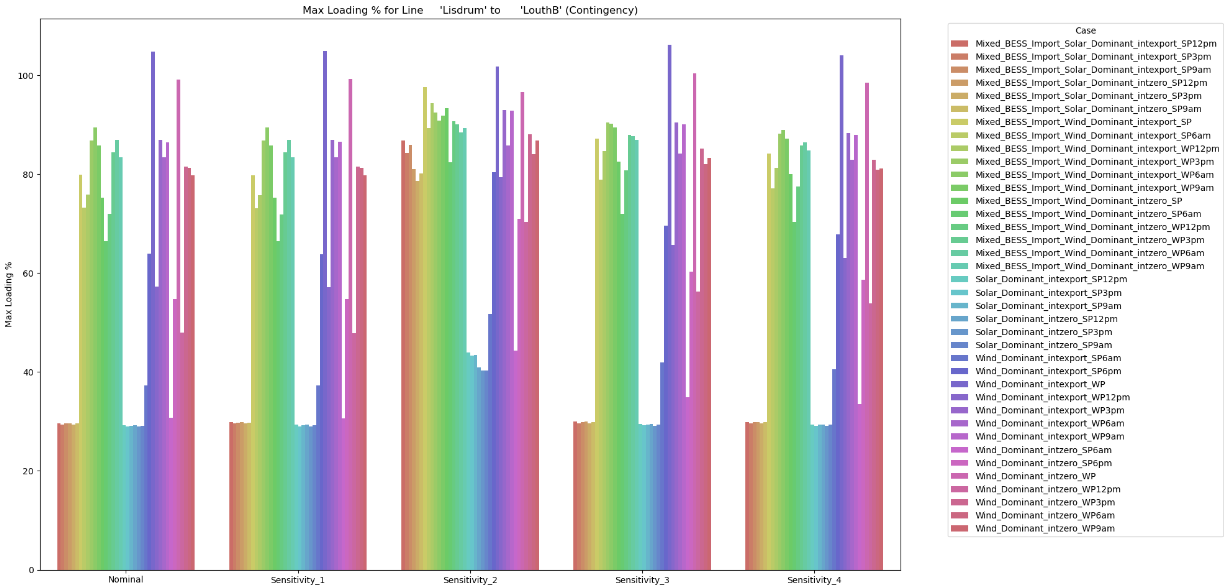 Max Loading % for Line 'Lisdrum' to 'LouthB' (Contingency)
Max Loading %
100
80
60
40
20
0
Nominal
Sensitivity_1
Sensitivity_2
Sensitivity_3
Sensitivity_4
Case
Mixed_BESS_Import_Solar_Dominant_intexport_SP12pm
Mixed_BESS_Import_Solar_Dominant_intexport_SP3pm
Mixed_BESS_Import_Solar_Dominant_intexport_SP9am
Mixed_BESS_Import_Solar_Dominant_intzero_SP12pm
Mixed_BESS_Import_Solar_Dominant_intzero_SP3pm
Mixed_BESS_Import_Solar_Dominant_intzero_SP9am
Mixed_BESS_Import_Wind_Dominant_intexport_SP
Mixed_BESS_Import_Wind_Dominant_intexport_SP6am
Mixed_BESS_Import_Wind_Dominant_intexport_WP12pm
Mixed_BESS_Import_Wind_Dominant_intexport_WP3pm
Mixed_BESS_Import_Wind_Dominant_intexport_WP6am
Mixed_BESS_Import_Wind_Dominant_intexport_WP9am
Mixed_BESS_Import_Wind_Dominant_intzero_SP
Mixed_BESS_Import_Wind_Dominant_intzero_SP6am
Mixed_BESS_Import_Wind_Dominant_intzero_WP12pm
Mixed_BESS_Import_Wind_Dominant_intzero_WP3pm
Mixed_BESS_Import_Wind_Dominant_intzero_WP6am
Mixed_BESS_Import_Wind_Dominant_intzero_WP9am
Solar_Dominant_intexport_SP12pm
Solar_Dominant_intexport_SP3pm
Solar_Dominant_intexport_SP9am
Solar_Dominant_intzero_SP12pm
Solar_Dominant_intzero_SP3pm
Solar_Dominant_intzero_SP9am
Wind_Dominant_intexport_SP6am
Wind_Dominant_intexport_SP6pm
Wind_Dominant_intexport_WP
Wind_Dominant_intexport_WP12pm
Wind_Dominant_intexport_WP3pm
Wind_Dominant_intexport_WP6am
Wind_Dominant_intexport_WP9am
Wind_Dominant_intzero_SP6am
Wind_Dominant_intzero_SP6pm
Wind_Dominant_intzero_WP
Wind_Dominant_intzero_WP12pm
Wind_Dominant_intzero_WP3pm
Wind_Dominant_intzero_WP6am
Wind_Dominant_intzero_WP9am